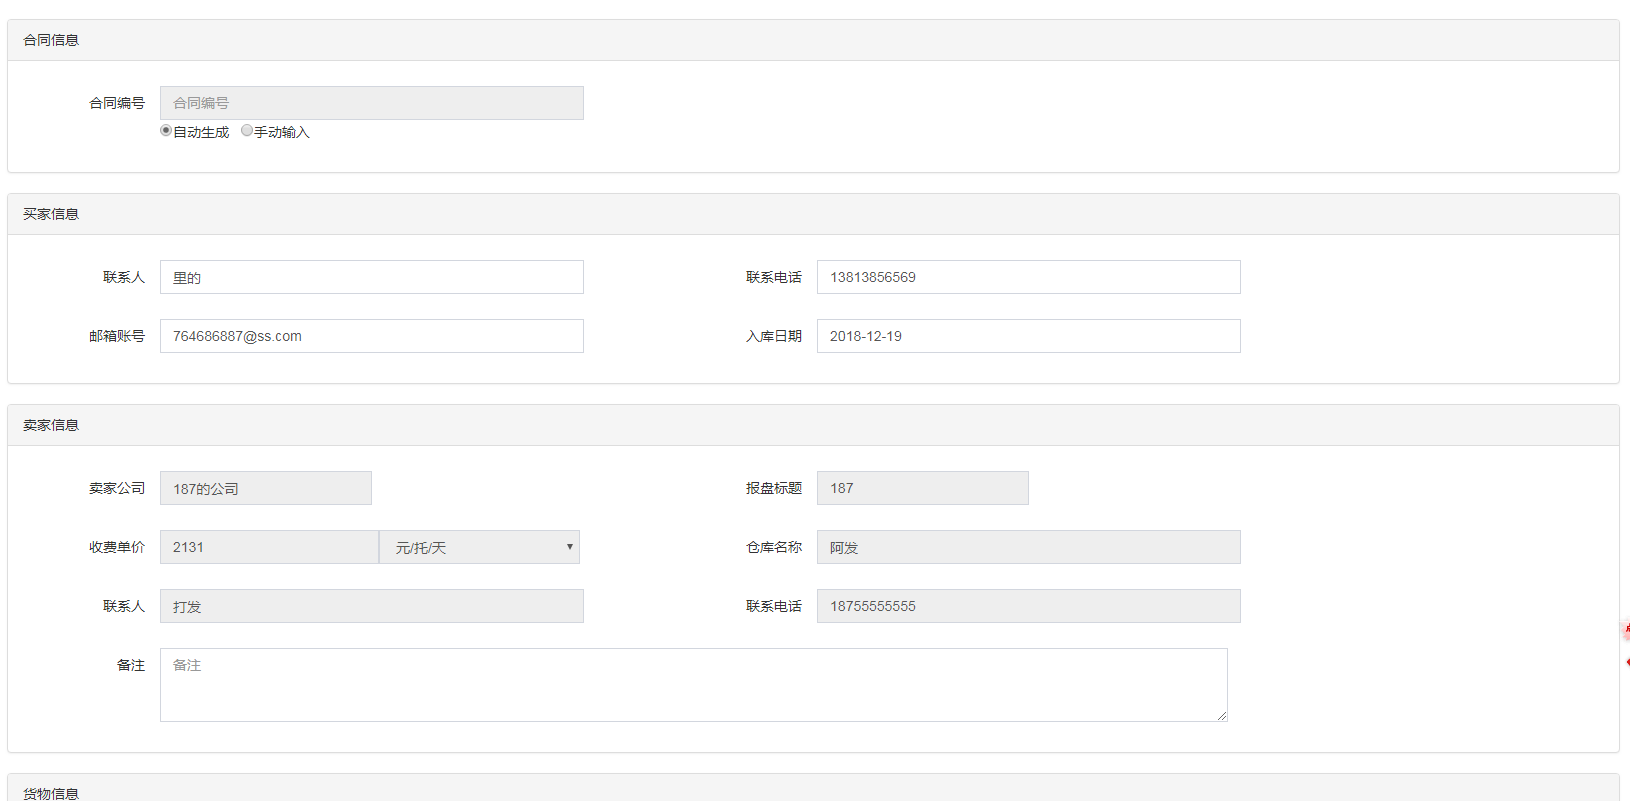 合同信息
合同编号 合同编号
自动生成 手动输入
买家信息
联系人 里的 联系电话 13813856569
邮箱账号 764686887@ss.com 入库日期 2018-12-19
卖家信息
卖家公司 187的公司 报盘标题 187
收费单价 2131 元/托/天 仓库名称 阿发
联系人 打发 联系电话 18755555555
备注 备注
货物信息